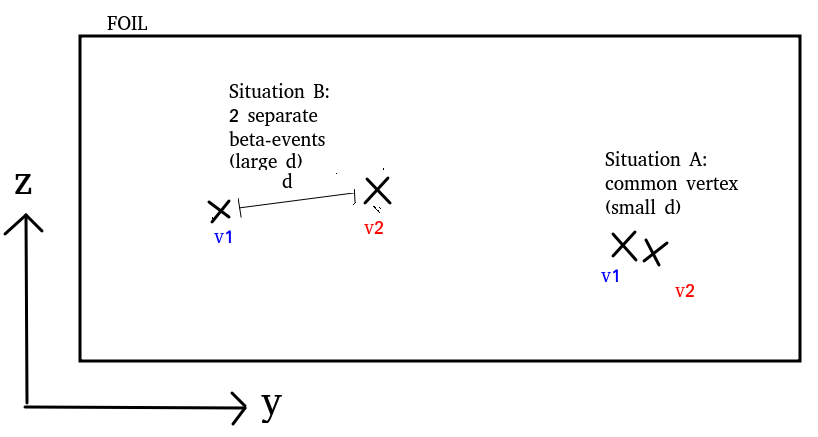 FOIL
Situation B:
2 separate
beta-events
(large d)
d
v1
v2
Situation A:
common vertex
(small d)
v1
v2
z
y